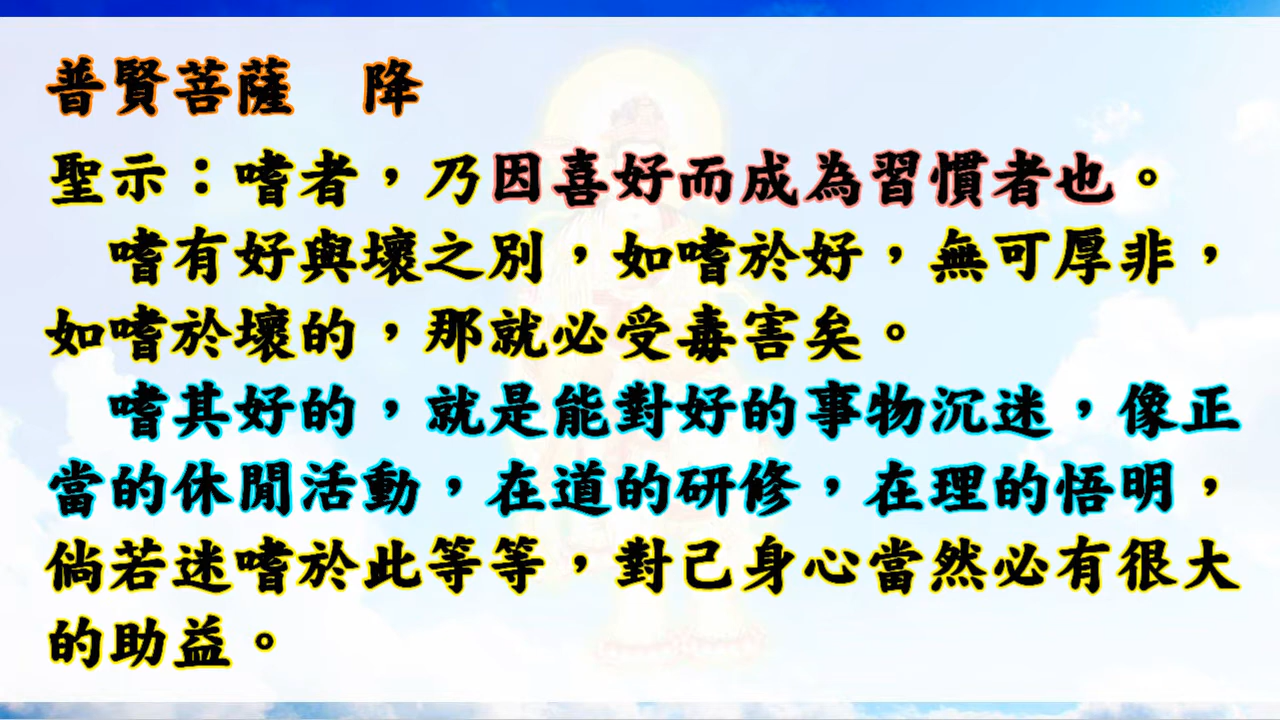 普賢菩薩　降
聖示：嗜者，乃因喜好而成為習慣者也。
　嗜有好與壞之別，如嗜於好，無可厚非，
如嗜於壞的，那就必受毒害矣。
　嗜其好的，就是能對好的事物沉迷，像正
當的休閒活動，在道的研修，在理的悟明，
倘若迷嗜於此等等，對己身心當然必有很大
的助益。